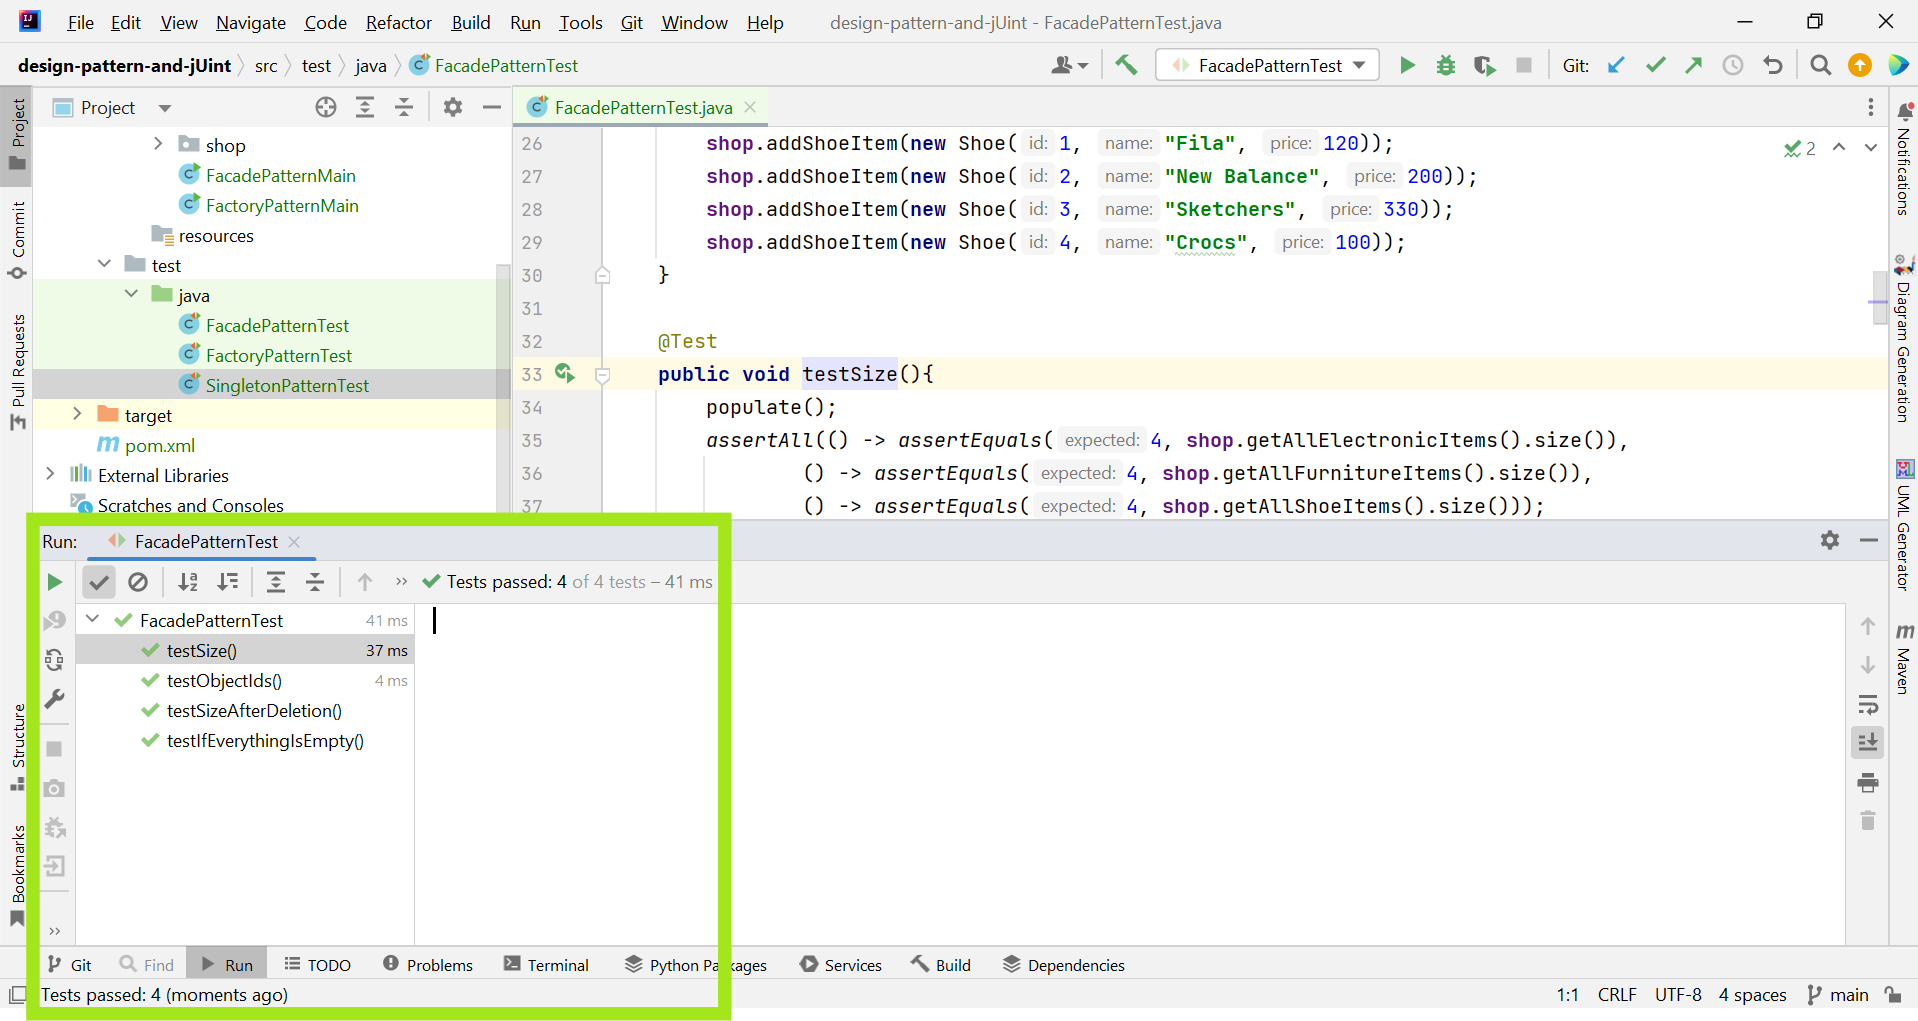 File Edit View Navigate Code Refactor Build Run Tools Git Window Help design-pattern-and-jUint - FacadePatternTest.java
design-pattern-and-jUint src test java FacadePatternTest FacadePatternTest Git:
Project
Commit
Pull Requests
Structure
Bookmarks
Project
shop
FacadePatternMain
FactoryPatternMain
resources
test
java
FacadePatternTest
FactoryPatternTest
SingletonPatternTest
target
pom.xml
External Libraries
Scratches and Consoles
FacadePatternTest.java
2
26 shop.addShoeItem(new Shoe( id: 1, name: "Fila", price: 120));
27 shop.addShoeItem(new Shoe( id: 2, name: "New Balance", price: 200));
28 shop.addShoeItem(new Shoe( id: 3, name: "Sketchers", price: 330));
29 shop.addShoeItem(new Shoe( id: 4, name: "Crocs", price: 100));
30 }
31
32 @Test
33 public void testSize(){
34 populate();
35 assertAll(() -> assertEquals( expected: 4, shop.getAllElectronicItems().size()),
36 () -> assertEquals( expected: 4, shop.getAllFurnitureItems().size()),
37 () -> assertEquals( expected: 4, shop.getAllShoeItems().size()));
Notifications
Diagram Generation
UML Generator
Maven
Run: FacadePatternTest
Tests passed: 4 of 4 tests – 41 ms
FacadePatternTest 41 ms
testSize() 37 ms
testObjectIds() 4 ms
testSizeAfterDeletion()
testIfEverythingIsEmpty()
Git Find Run TODO Problems Terminal Python Packages Services Build Dependencies
Tests passed: 4 (moments ago) 1:1 CRLF UTF-8 4 spaces main